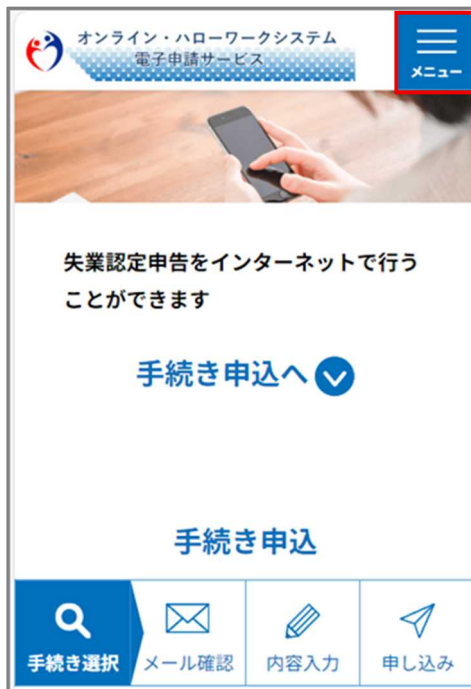 オンライン・ハローワークシステム
電子申請サービス
メニュー
失業認定申告をインターネットで行う
ことができます
手続き申込へ
手続き申込
手続き選択
メール確認
内容入力
申し込み